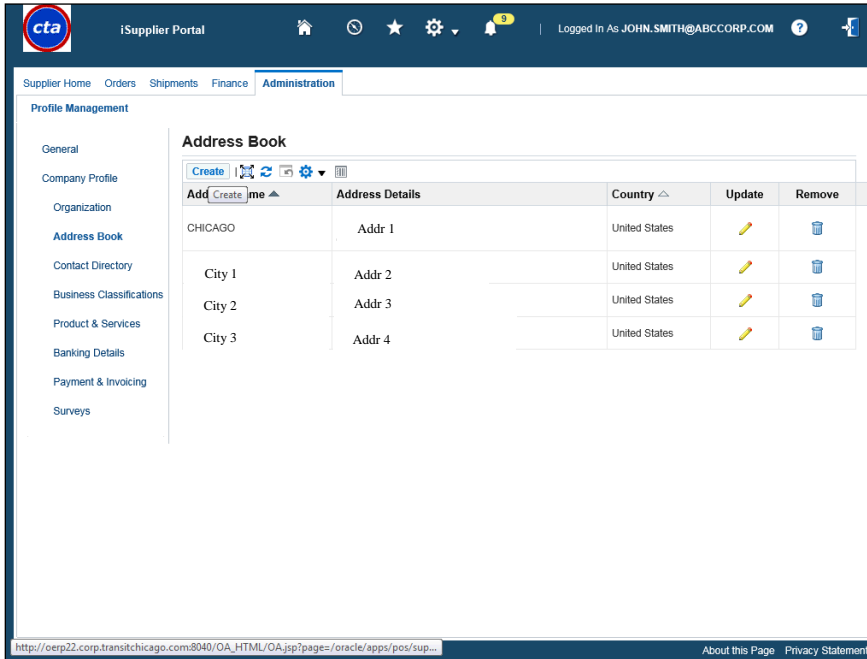 cta
iSupplier Portal
9
Logged In As JOHN.SMITH@ABCCORP.COM
?
Supplier Home Orders Shipments Finance Administration
Profile Management
General
Company Profile
Organization
Address Book
Contact Directory
Business Classifications
Product & Services
Banking Details
Payment & Invoicing
Surveys
Address Book
Create
Create
Address Details Country Update Remove
CHICAGO Addr 1 United States
City 1 Addr 2 United States
City 2 Addr 3 United States
City 3 Addr 4 United States
http://oerp22.corp.transitchicago.com:8040/OA_HTML/OA.jsp?page=/oracle/apps/pos/sup...
About this Page Privacy Statement